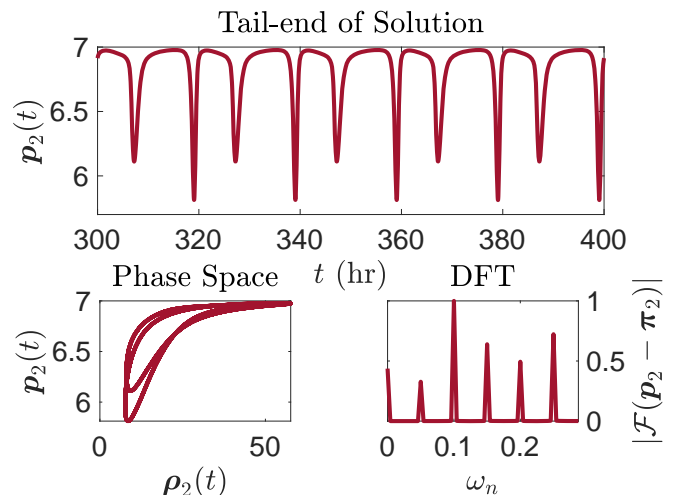 Tail-end of Solution
p₂(t)
7
6.5
6
300 320 340 360 380 400
t (hr)
Phase Space
p₂(t)
7
6.5
6
0 50
ρ₂(t)
DFT
1
0.5
0
|ℱ(p₂ − π₂)|
0 0.1 0.2
ωₙ